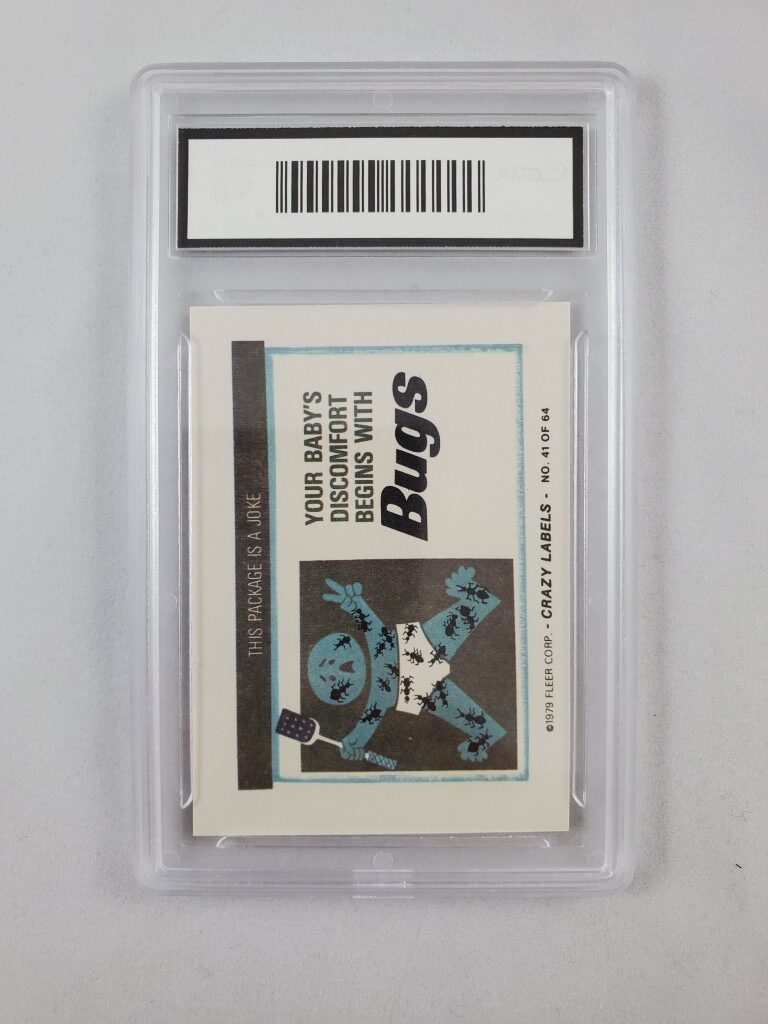 THIS PACKAGE IS A JOKE
YOUR BABY'S
DISCOMFORT
BEGINS WITH
Bugs
©1979 FLEER CORP. - CRAZY LABELS - NO. 41 OF 64